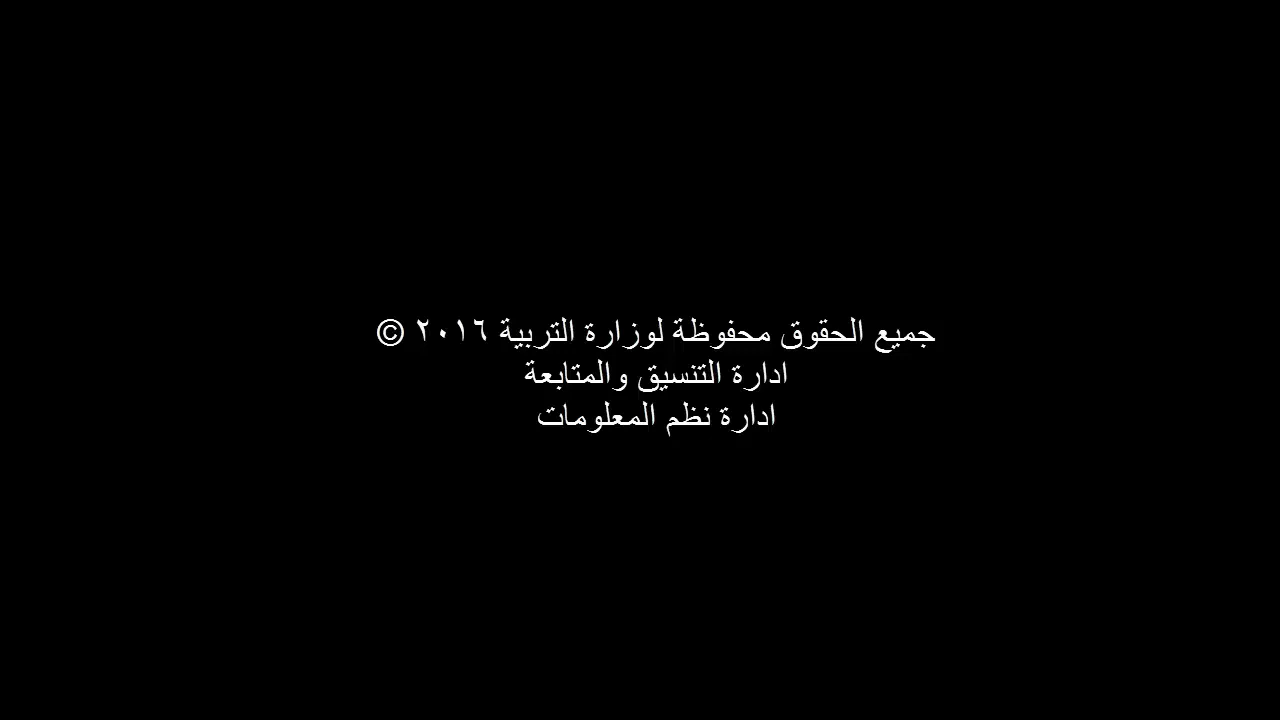 جميع الحقوق محفوظة لوزارة التربية ٢٠١٦ ©
ادارة التنسيق والمتابعة
ادارة نظم المعلومات